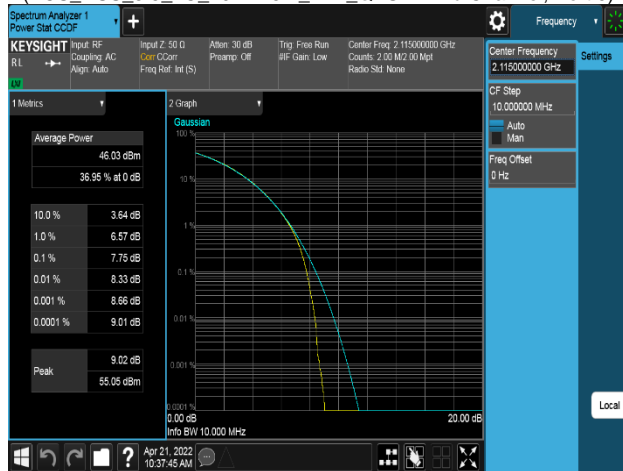 Spectrum Analyzer 1
Power Stat CCDF
Frequency
KEYSIGHT
Input: RF
Coupling: AC
Align: Auto
Input Z: 50 Ω
Corr CCorr
Freq Ref: Int (S)
Atten: 30 dB
Preamp: Off
Trig: Free Run
#IF Gain: Low
Center Freq: 2.115000000 GHz
Counts: 2.00 M/2.00 Mpt
Radio Std: None
RL
1 Metrics
Average Power
46.03 dBm
36.95 % at 0 dB
10.0 % 3.64 dB
1.0 % 6.57 dB
0.1 % 7.75 dB
0.01 % 8.33 dB
0.001 % 8.66 dB
0.0001 % 9.01 dB
Peak 9.02 dB
55.05 dBm
2 Graph
Gaussian
100 %
10 %
1 %
0.1 %
0.01 %
0.001 %
0.0001 %
0.00 dB 20.00 dB
Info BW 10.000 MHz
Center Frequency
2.115000000 GHz
Settings
CF Step
10.000000 MHz
Auto
Man
Freq Offset
0 Hz
Local
Apr 21, 2022
10:37:45 AM